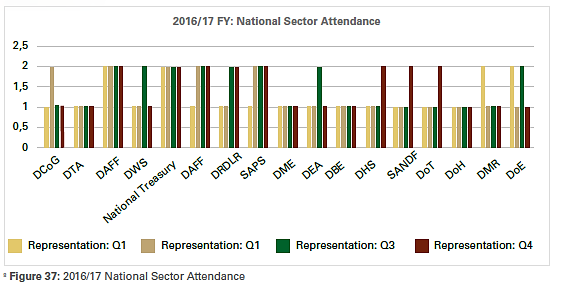 2016/17 FY: National Sector Attendance
2,5
2
1
1
0,5
0
DCoG
DTA
DAFF
DWS
National Treasury
DAFF
DRDLR
SAPS
DME
DEA
DBE
DHS
SANDF
DoT
DoH
DMR
DoE
Representation: Q1
Representation: Q1
Representation: Q3
Representation: Q4
Figure 37: 2016/17 National Sector Attendance